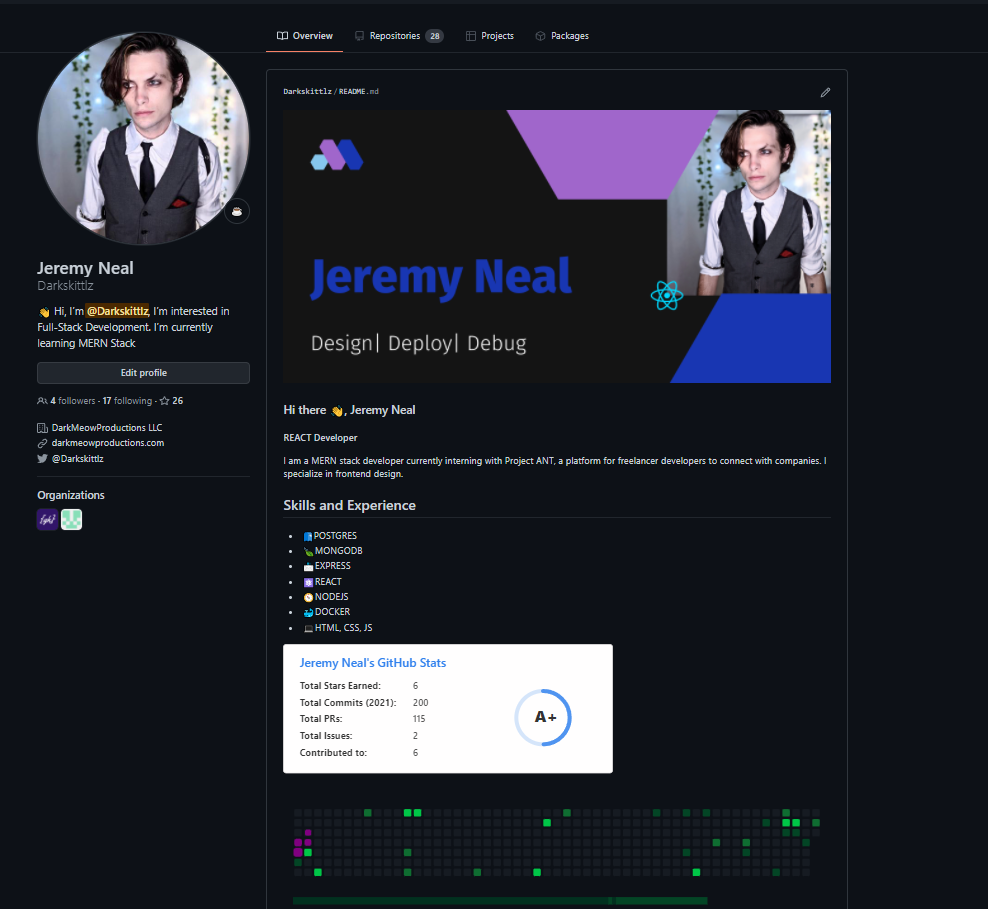 Overview
Repositories 28
Projects
Packages
Jeremy Neal
Darkskittlz
👋 Hi, I'm @Darkskittlz, I'm interested in
Full-Stack Development. I'm currently
learning MERN Stack
Edit profile
4 followers · 17 following · 26
DarkMeowProductions LLC
darkmeowproductions.com
@Darkskittlz
Organizations
Darkskittlz/README.md
Jeremy Neal
Design| Deploy| Debug
Hi there 👋, Jeremy Neal
REACT Developer
I am a MERN stack developer currently interning with Project ANT, a platform for freelancer developers to connect with companies. I
specialize in frontend design.
Skills and Experience
POSTGRES
MONGODB
EXPRESS
REACT
NODEJS
DOCKER
HTML, CSS, JS
Jeremy Neal's GitHub Stats
Total Stars Earned: 6
Total Commits (2021): 200
Total PRs: 115
Total Issues: 2
Contributed to: 6
A+